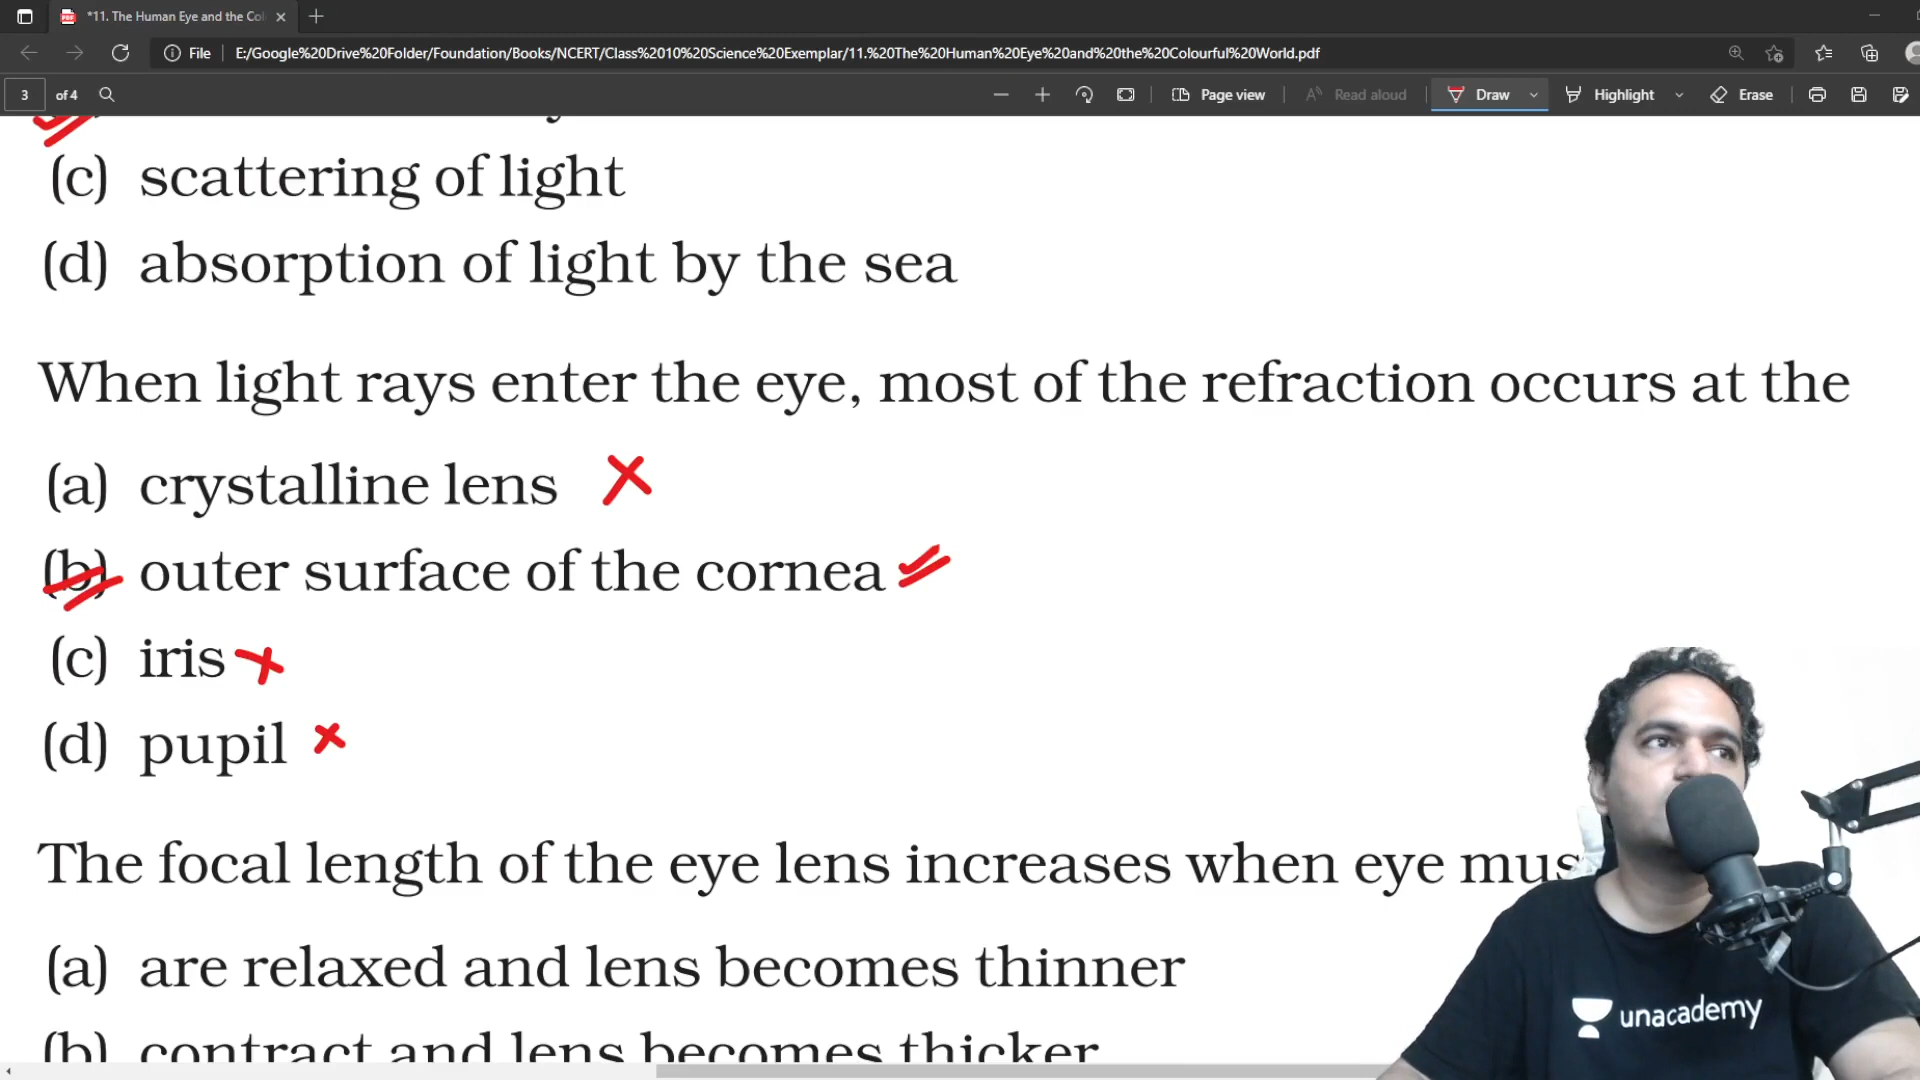 *11. The Human Eye and the Col
File E:/Google%20Drive%20Folder/Foundation/Books/NCERT/Class%2010%20Science%20Exemplar/11.%20The%20Human%20Eye%20and%20the%20Colourful%20World.pdf
3 of 4 Page view Read aloud Draw Highlight Erase
(c) scattering of light
(d) absorption of light by the sea
When light rays enter the eye, most of the refraction occurs at the
(a) crystalline lens
(b) outer surface of the cornea
(c) iris
(d) pupil
The focal length of the eye lens increases when eye mus
(a) are relaxed and lens becomes thinner
(b) contract and lens becomes thicker
unacademy